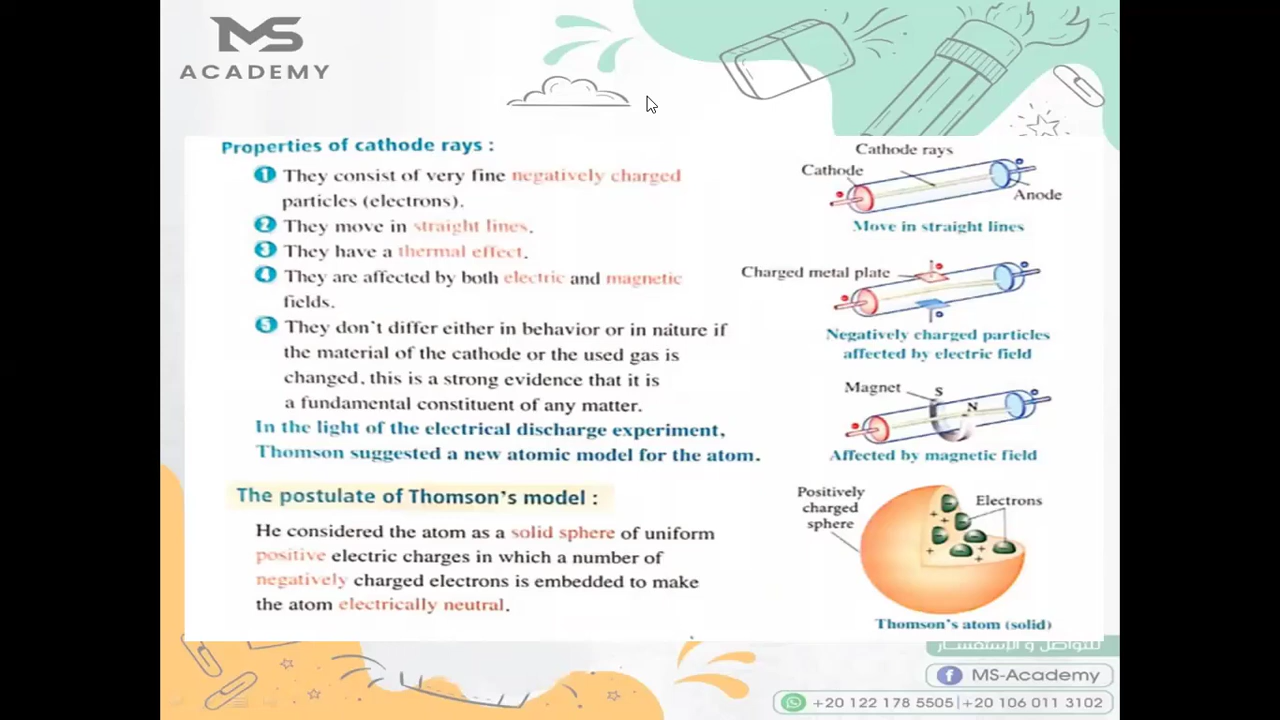 MS
ACADEMY
Properties of cathode rays :
1 They consist of very fine negatively charged
particles (electrons).
2 They move in straight lines.
3 They have a thermal effect.
4 They are affected by both electric and magnetic
fields.
5 They don't differ either in behavior or in nature if
the material of the cathode or the used gas is
changed, this is a strong evidence that it is
a fundamental constituent of any matter.
In the light of the electrical discharge experiment,
Thomson suggested a new atomic model for the atom.
The postulate of Thomson's model :
He considered the atom as a solid sphere of uniform
positive electric charges in which a number of
negatively charged electrons is embedded to make
the atom electrically neutral.
Cathode rays
Cathode
Anode
Move in straight lines
Charged metal plate
Negatively charged particles
affected by electric field
Magnet
S
N
Affected by magnetic field
Positively
charged
sphere
Electrons
+ + + + +
Thomson's atom (solid)
للتواصل و الإستفسار
MS-Academy
+20 122 178 5505 | +20 106 011 3102